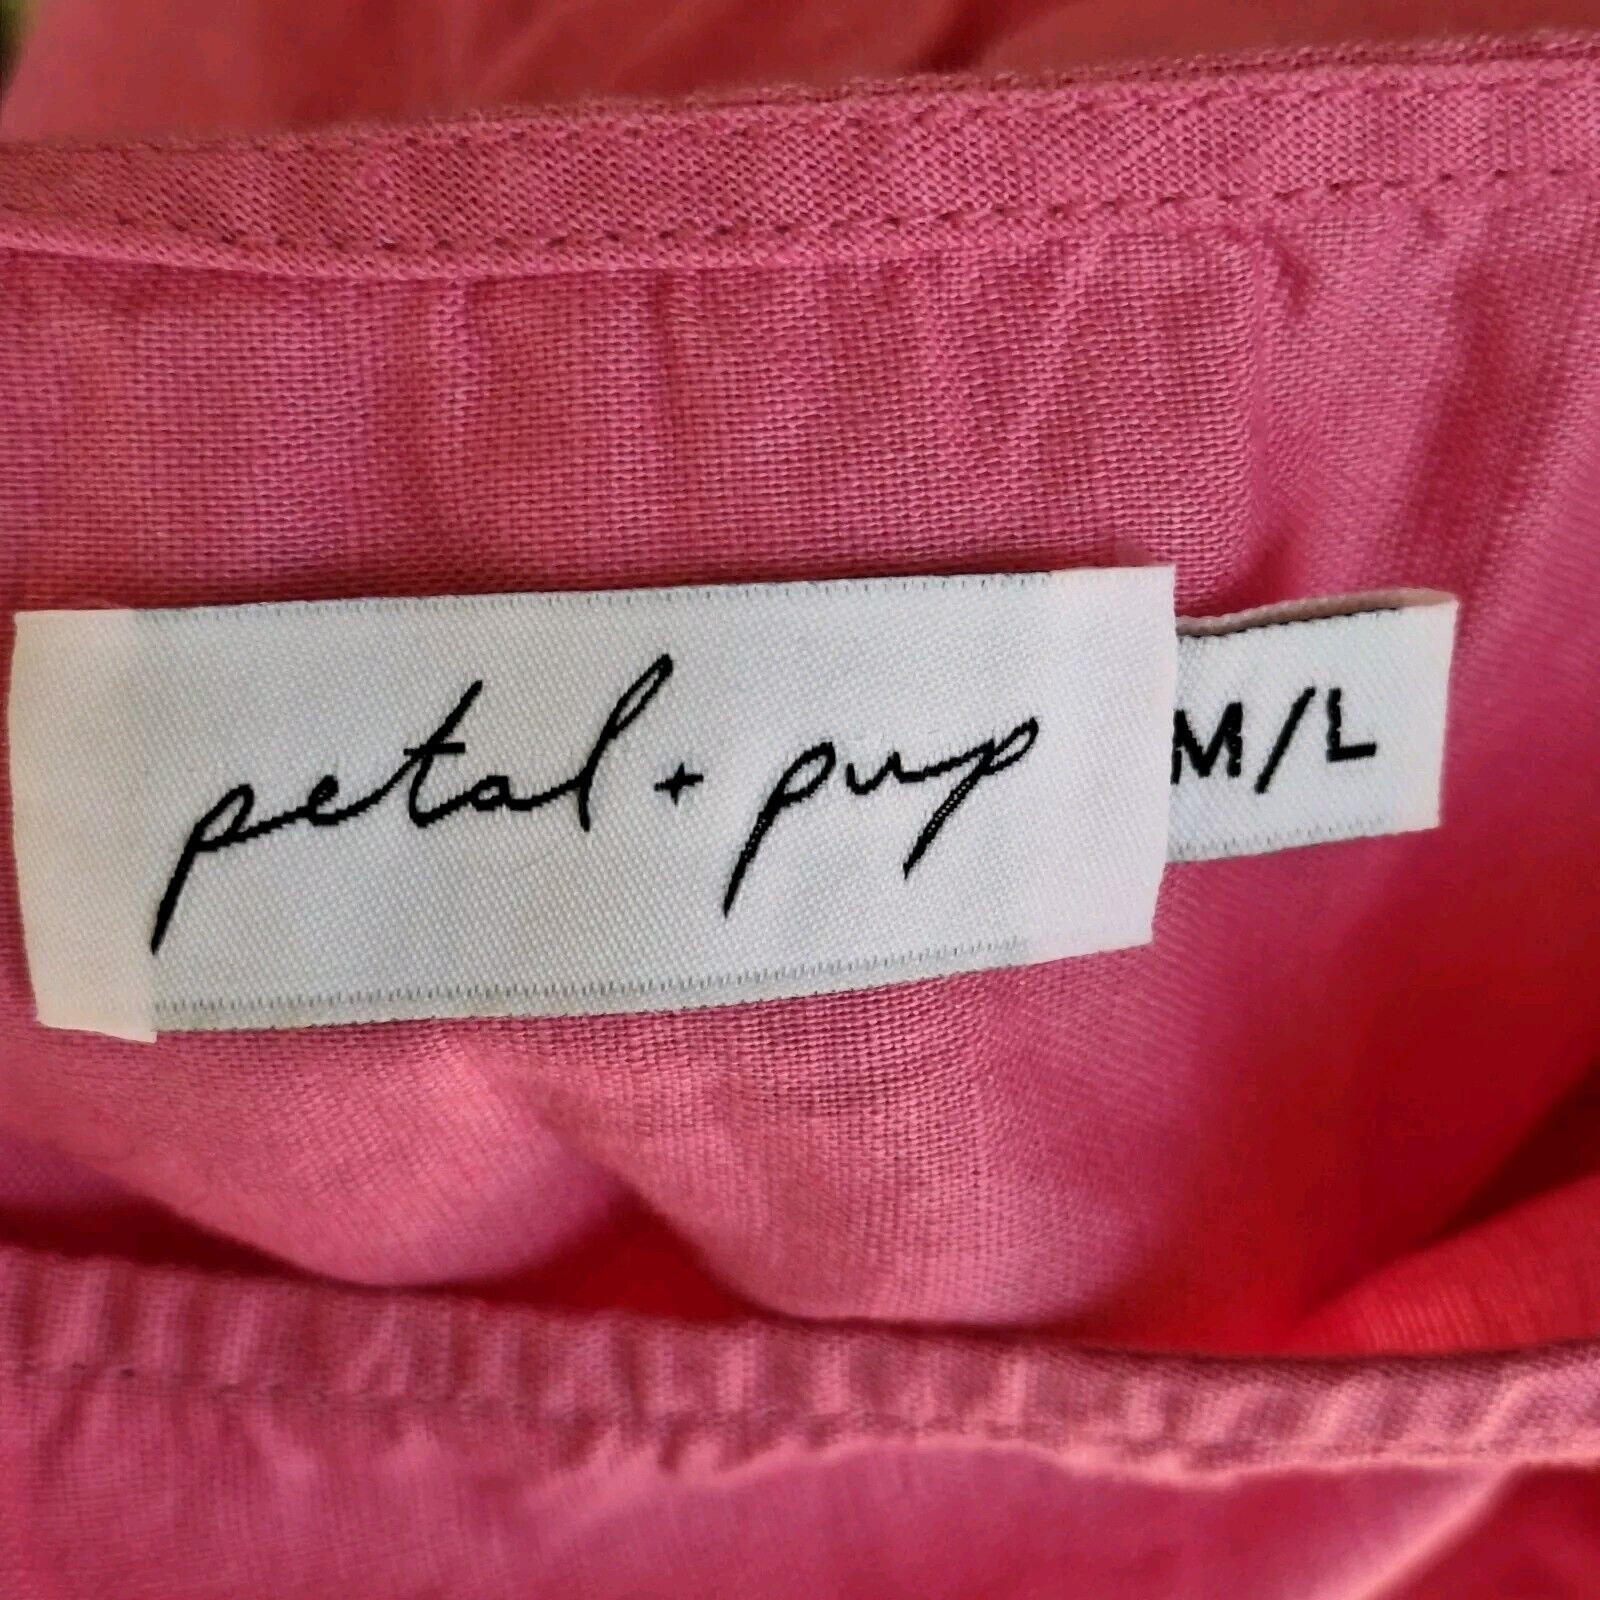 petal + pup
M/L